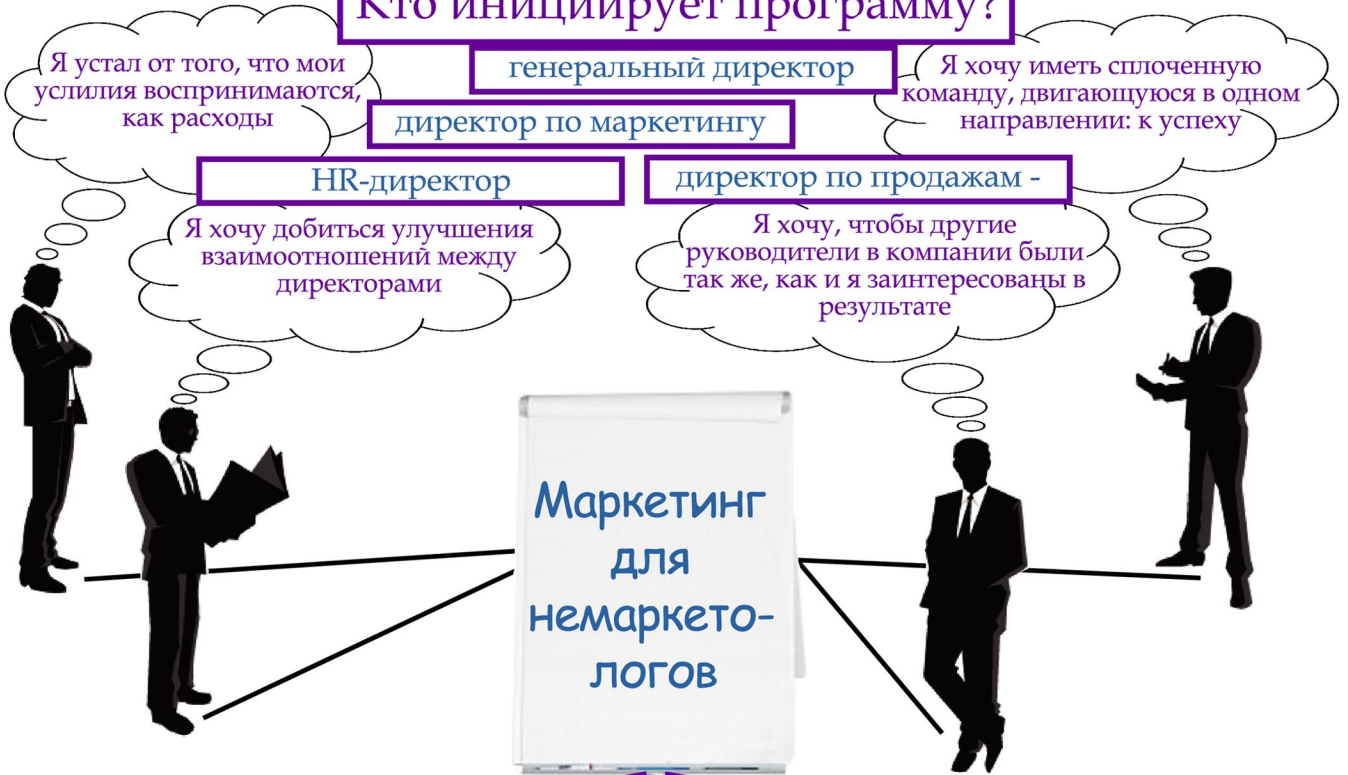 Кто инициирует программу?
генеральный директор
директор по маркетингу
HR-директор
директор по продажам -
Я устал от того, что мои
услилия воспринимаются,
как расходы
Я хочу иметь сплоченную
команду, двигающуюся в одном
направлении: к успеху
Я хочу добиться улучшения
взаимоотношений между
директорами
Я хочу, чтобы другие
руководители в компании были
так же, как и я заинтересованы в
результате
Маркетинг
для
немаркето-
логов